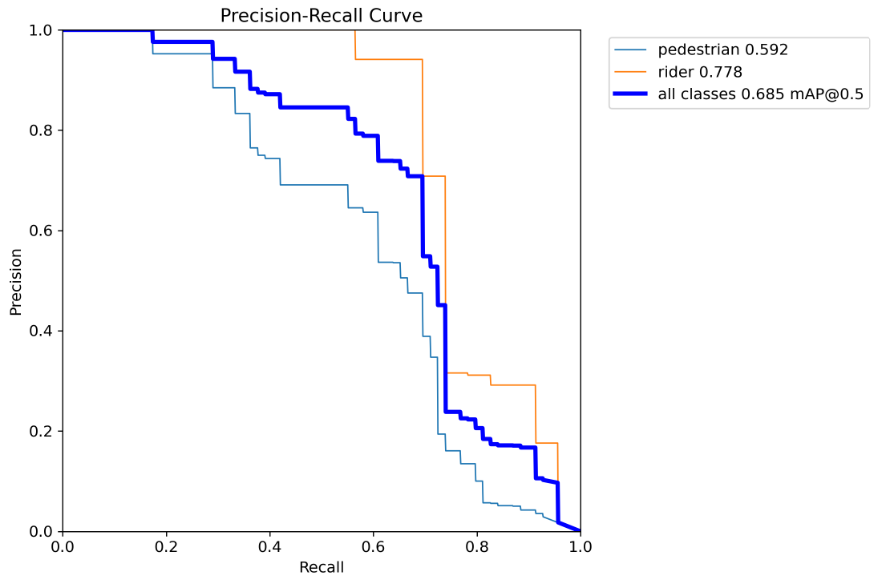 Precision-Recall Curve
pedestrian 0.592
rider 0.778
all classes 0.685 mAP@0.5
Precision
1.0
0.8
0.6
0.4
0.2
0.0
0.0 0.2 0.4 0.6 0.8 1.0
Recall